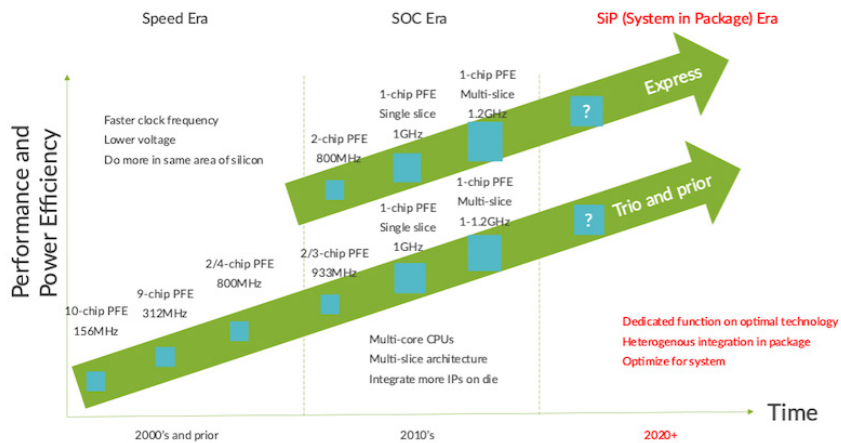 Speed Era
SOC Era
SiP (System in Package) Era
Performance and
Power Efficiency
Faster clock frequency
Lower voltage
Do more in same area of silicon
2-chip PFE
800MHz
1-chip PFE
Single slice
1GHz
1-chip PFE
Multi-slice
1.2GHz
?
Express
10-chip PFE
156MHz
9-chip PFE
312MHz
2/4-chip PFE
800MHz
2/3-chip PFE
933MHz
1-chip PFE
Single slice
1GHz
1-chip PFE
Multi-slice
1-1.2GHz
?
Trio and prior
Multi-core CPUs
Multi-slice architecture
Integrate more IPs on die
Dedicated function on optimal technology
Heterogenous integration in package
Optimize for system
Time
2000's and prior
2010's
2020+